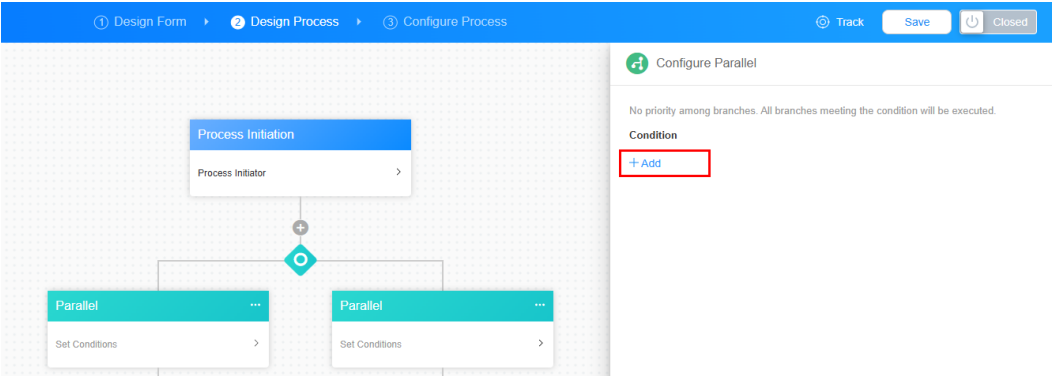 1 Design Form
2 Design Process
3 Configure Process
Track
Save
Closed
Configure Parallel
No priority among branches. All branches meeting the condition will be executed.
Condition
+ Add
Process Initiation
Process Initiator
Parallel
Set Conditions
Parallel
Set Conditions